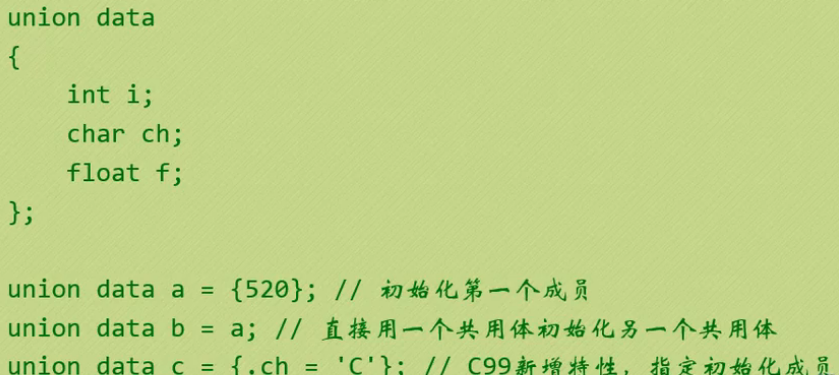 union data
{
    int i;
    char ch;
    float f;
};
union data a = {520}; // 初始化第一个成员
union data b = a; // 直接用一个共用体初始化另一个共用体
union data c = {.ch = 'C'}; // C99新增特性，指定初始化成员